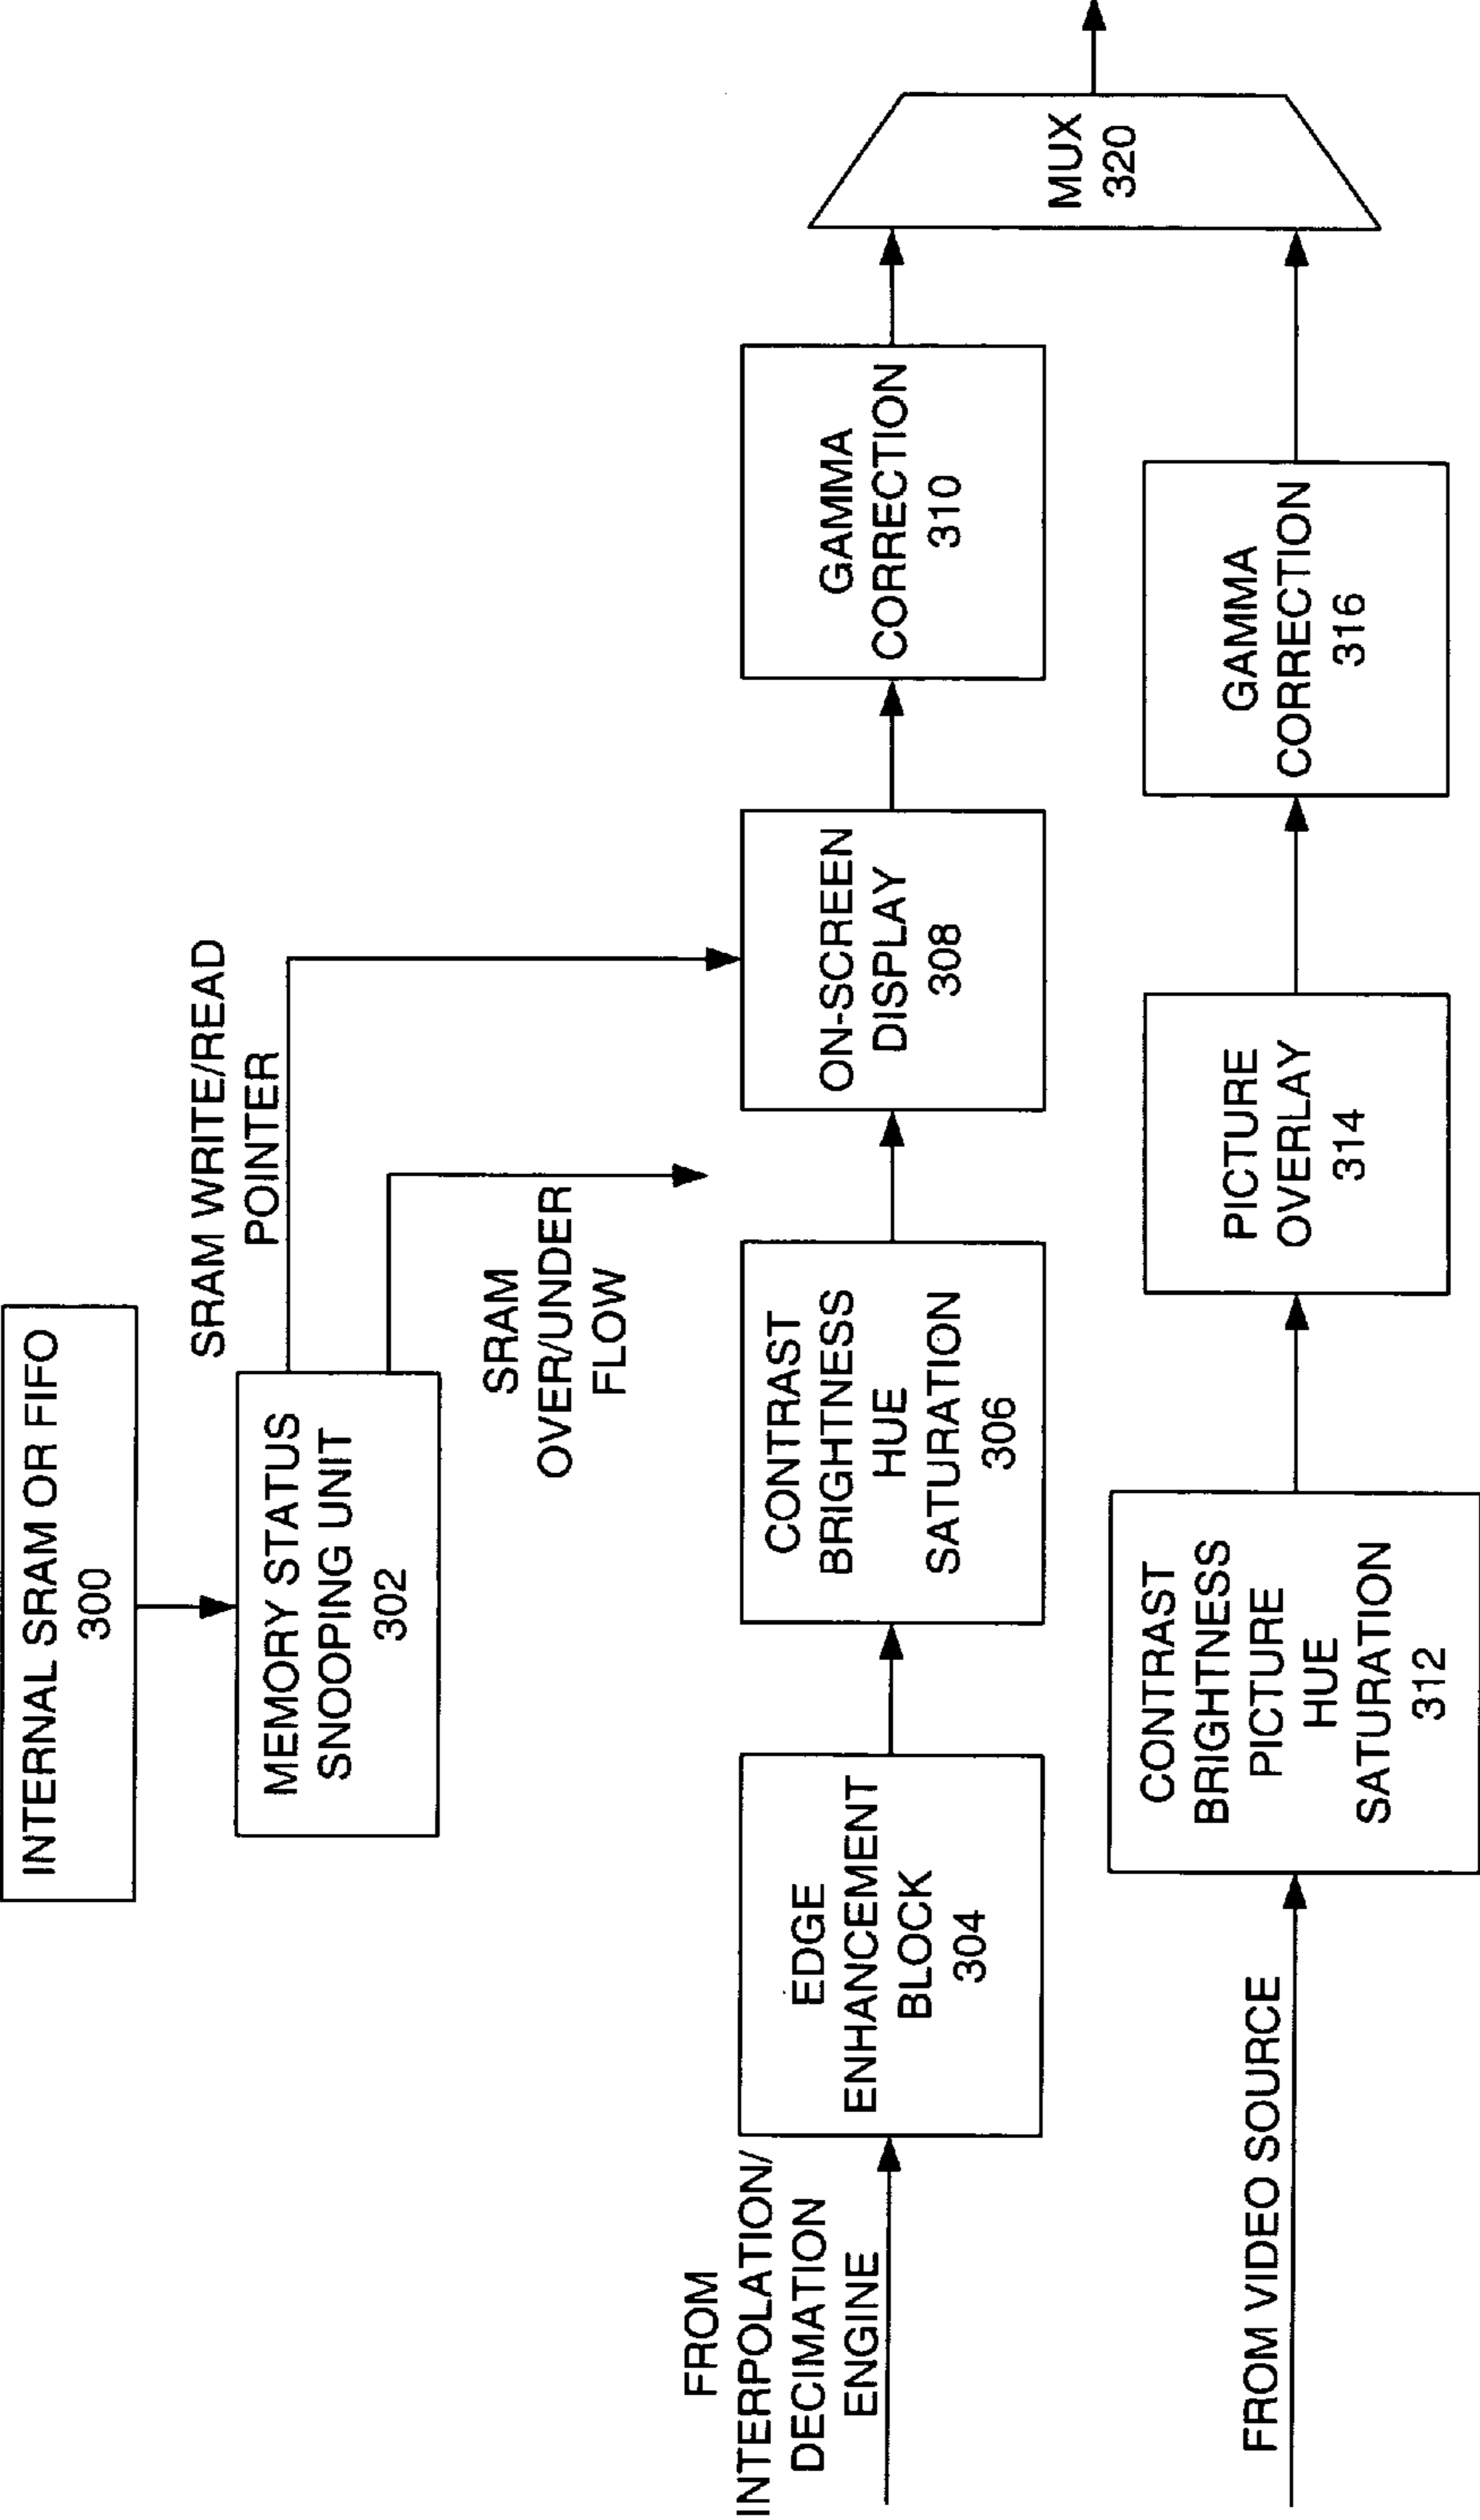 INTERNAL SRAM OR FIFO
300
MEMORY STATUS
SNOOPING UNIT
302
SRAM WRITE/READ
POINTER
SRAM
OVER/UNDER
FLOW
FROM
INTERPOLATION/
DECIMATION
ENGINE
EDGE
ENHANCEMENT
BLOCK
304
CONTRAST
BRIGHTNESS
HUE
SATURATION
306
ON-SCREEN
DISPLAY
308
GAMMA
CORRECTION
310
MUX
320
FROM VIDEO SOURCE
CONTRAST
BRIGHTNESS
PICTURE
HUE
SATURATION
312
PICTURE
OVERLAY
314
GAMMA
CORRECTION
316